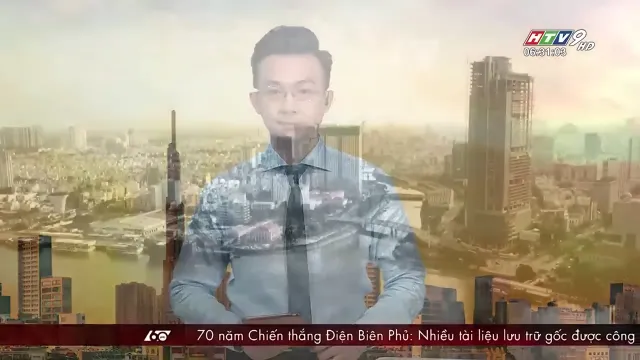 HTV9 HD
06:31:03
60 70 năm Chiến thắng Điện Biên Phủ: Nhiều tài liệu lưu trữ gốc được công